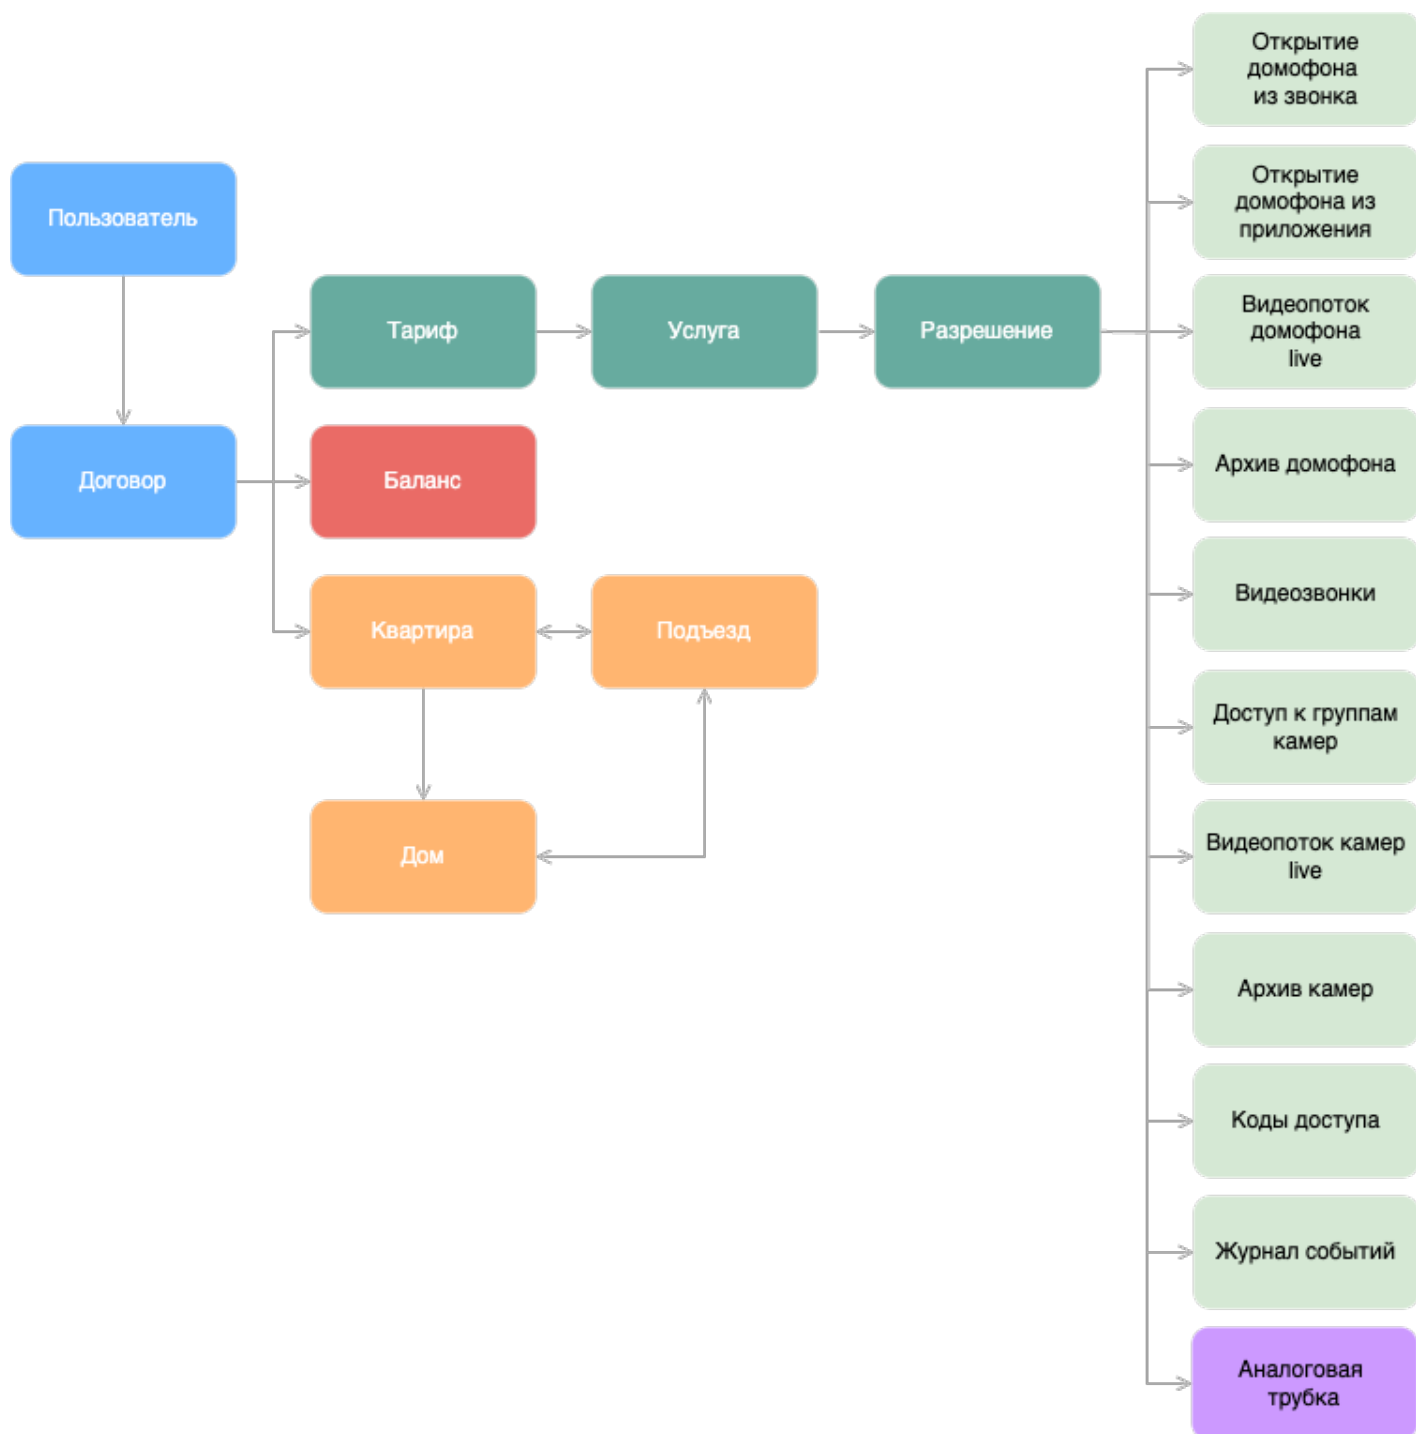 Открытие
домофона
из звонка
Открытие
домофона из
приложения
Пользователь
Видеопоток
домофона
live
Тариф
Услуга
Разрешение
Архив домофона
Договор
Баланс
Видеозвонки
Квартира
Подъезд
Доступ к группам
камер
Видеопоток камер
live
Дом
Архив камер
Коды доступа
Журнал событий
Аналоговая
трубка